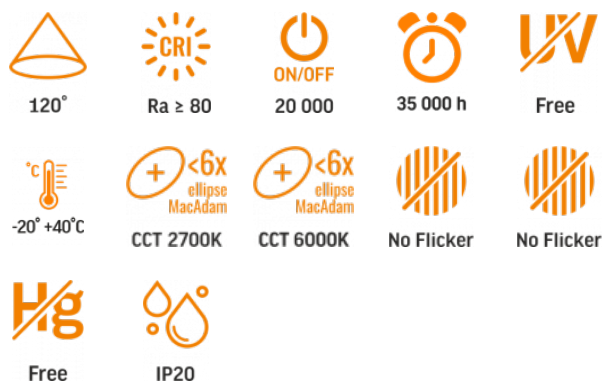 CRI
ON/OFF
UV
120°
Ra ≥ 80
20 000
35 000 h
Free
°C
<6x
ellipse
MacAdam
<6x
ellipse
MacAdam
-20° +40°C
CCT 2700K
CCT 6000K
No Flicker
No Flicker
Hg
Free
IP20